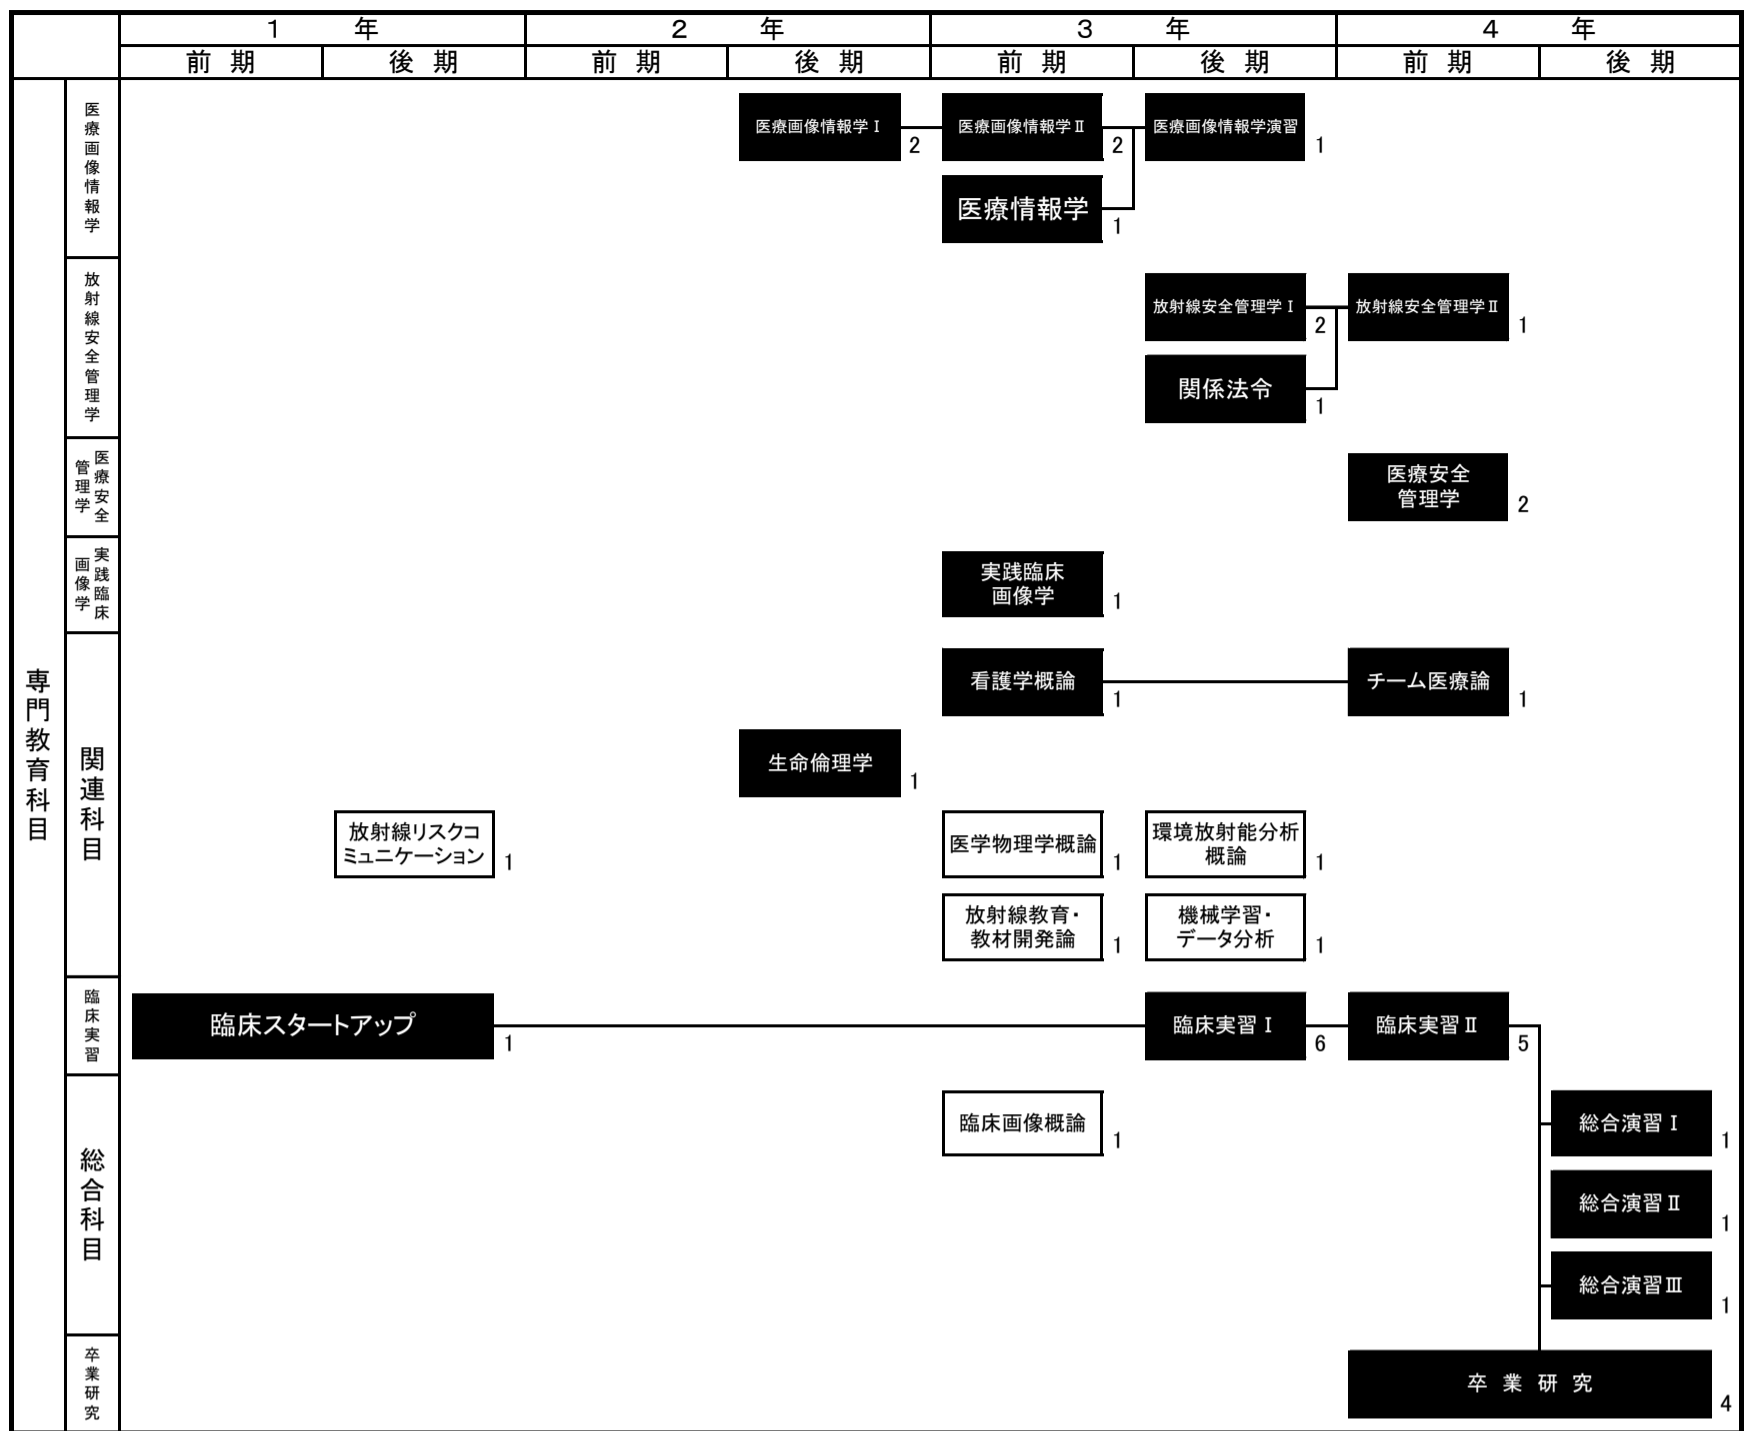 1 年
2 年
3 年
4 年
前 期
後 期
前 期
後 期
前 期
後 期
前 期
後 期
専門教育科目
医療画像情報学
医療画像情報学Ⅰ
2
医療画像情報学Ⅱ
2
医療画像情報学演習
1
医療情報学
1
放射線安全管理学
放射線安全管理学Ⅰ
2
放射線安全管理学Ⅱ
1
関係法令
1
医療安全
管理学
医療安全
管理学
2
実践臨床
画像学
実践臨床
画像学
1
関連科目
看護学概論
1
チーム医療論
1
生命倫理学
1
放射線リスクコ
ミュニケーション
1
医学物理学概論
1
環境放射能分析
概論
1
放射線教育・
教材開発論
1
機械学習・
データ分析
1
臨床実習
臨床スタートアップ
1
臨床実習Ⅰ
6
臨床実習Ⅱ
5
総合科目
臨床画像概論
1
総合演習Ⅰ
1
総合演習Ⅱ
1
総合演習Ⅲ
1
卒業研究
卒 業 研 究
4